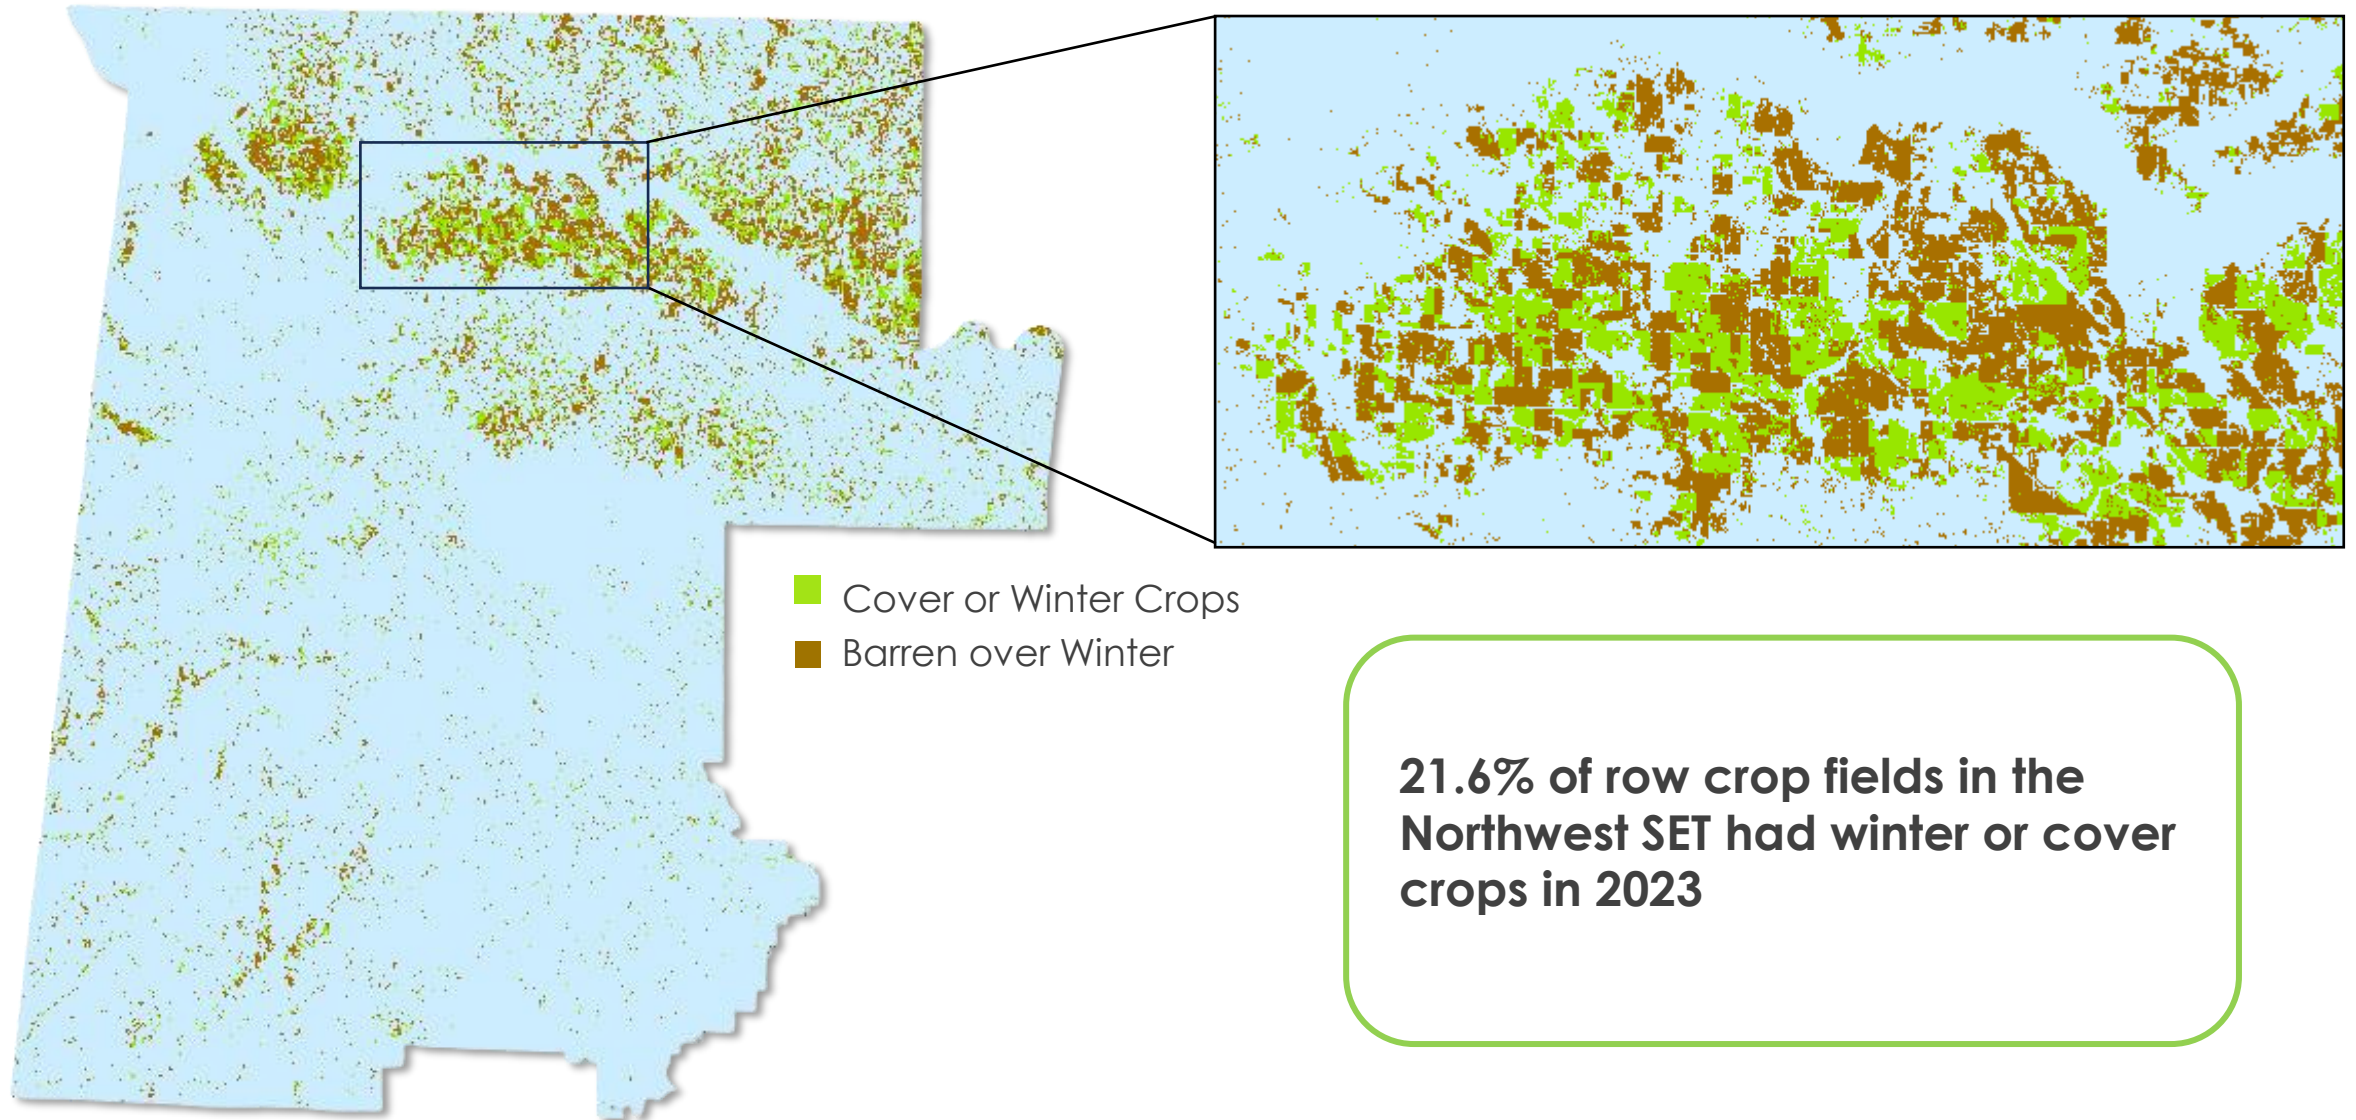 Cover or Winter Crops
Barren over Winter
21.6% of row crop fields in the
Northwest SET had winter or cover
crops in 2023